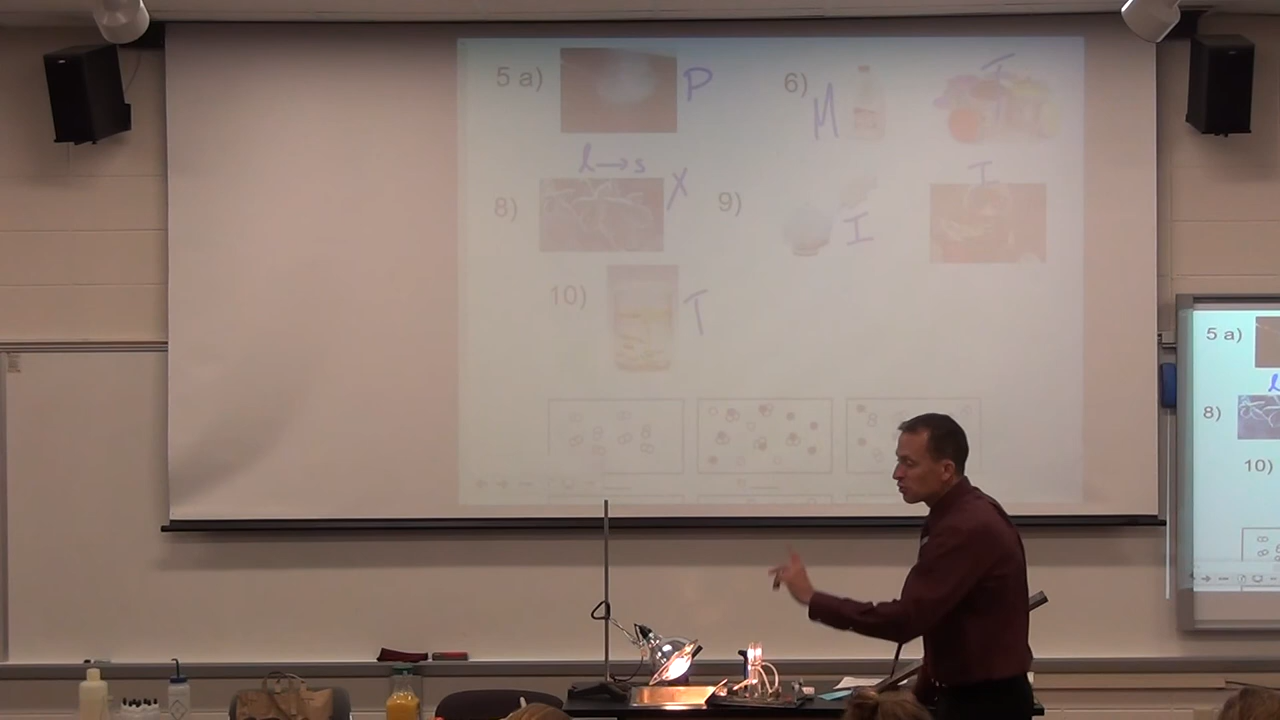 5 a) P 6) M I
l→s
8) X 9) I I
10) T
5 a)
8)
10)